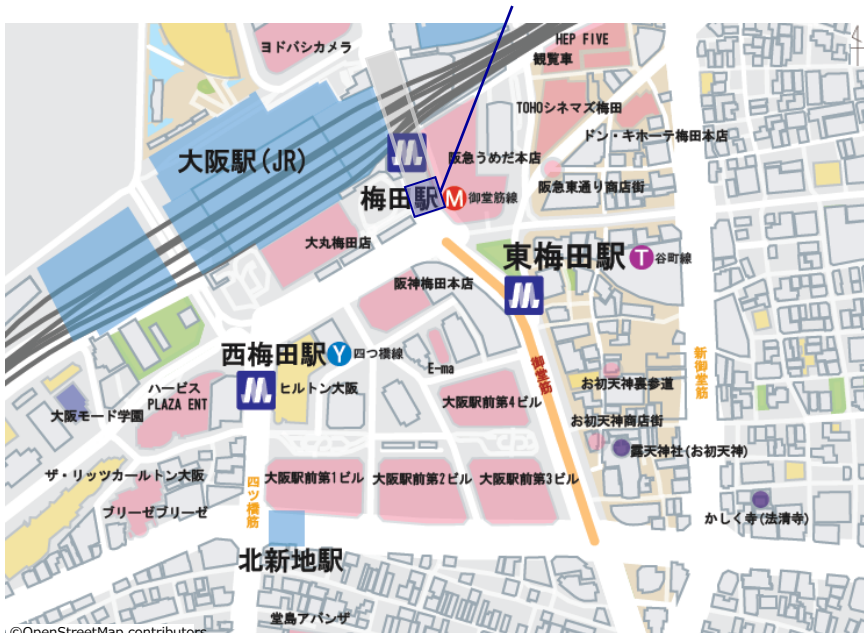 HEP FIVE
観覧車
ヨドバシカメラ
TOHOシネマズ梅田
ドン・キホーテ梅田本店
大阪駅(JR)
阪急うめだ本店
阪急東通り商店街
梅田駅 M 御堂筋線
大丸梅田店
東梅田駅 T 谷町線
阪神梅田本店
西梅田駅 Y 四つ橋線
E-ma
御堂筋
新御堂筋
ハービス
PLAZA ENT
ヒルトン大阪
お初天神裏参道
大阪モード学園
大阪駅前第4ビル
お初天神商店街
露天神社(お初天神)
ザ・リッツカールトン大阪
大阪駅前第1ビル
大阪駅前第2ビル
大阪駅前第3ビル
四ツ橋筋
ブリーゼブリーゼ
かしく寺(法清寺)
北新地駅
堂島アバンザ
©OpenStreetMap contributors